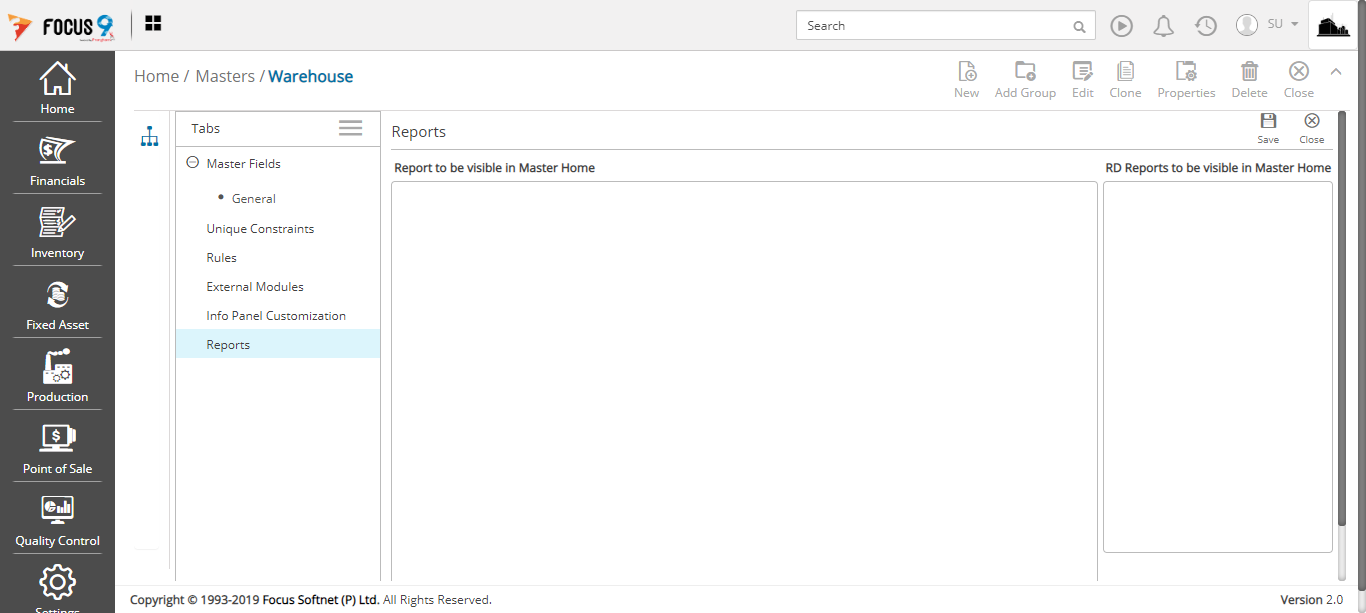 FOCUS 9
Search
SU
Home
Financials
Inventory
Fixed Asset
Production
Point of Sale
Quality Control
Settings
Home / Masters / Warehouse
New
Add Group
Edit
Clone
Properties
Delete
Close
Tabs
Master Fields
General
Unique Constraints
Rules
External Modules
Info Panel Customization
Reports
Reports
Save
Close
Report to be visible in Master Home
RD Reports to be visible in Master Home
Copyright © 1993-2019 Focus Softnet (P) Ltd. All Rights Reserved.
Version 2.0